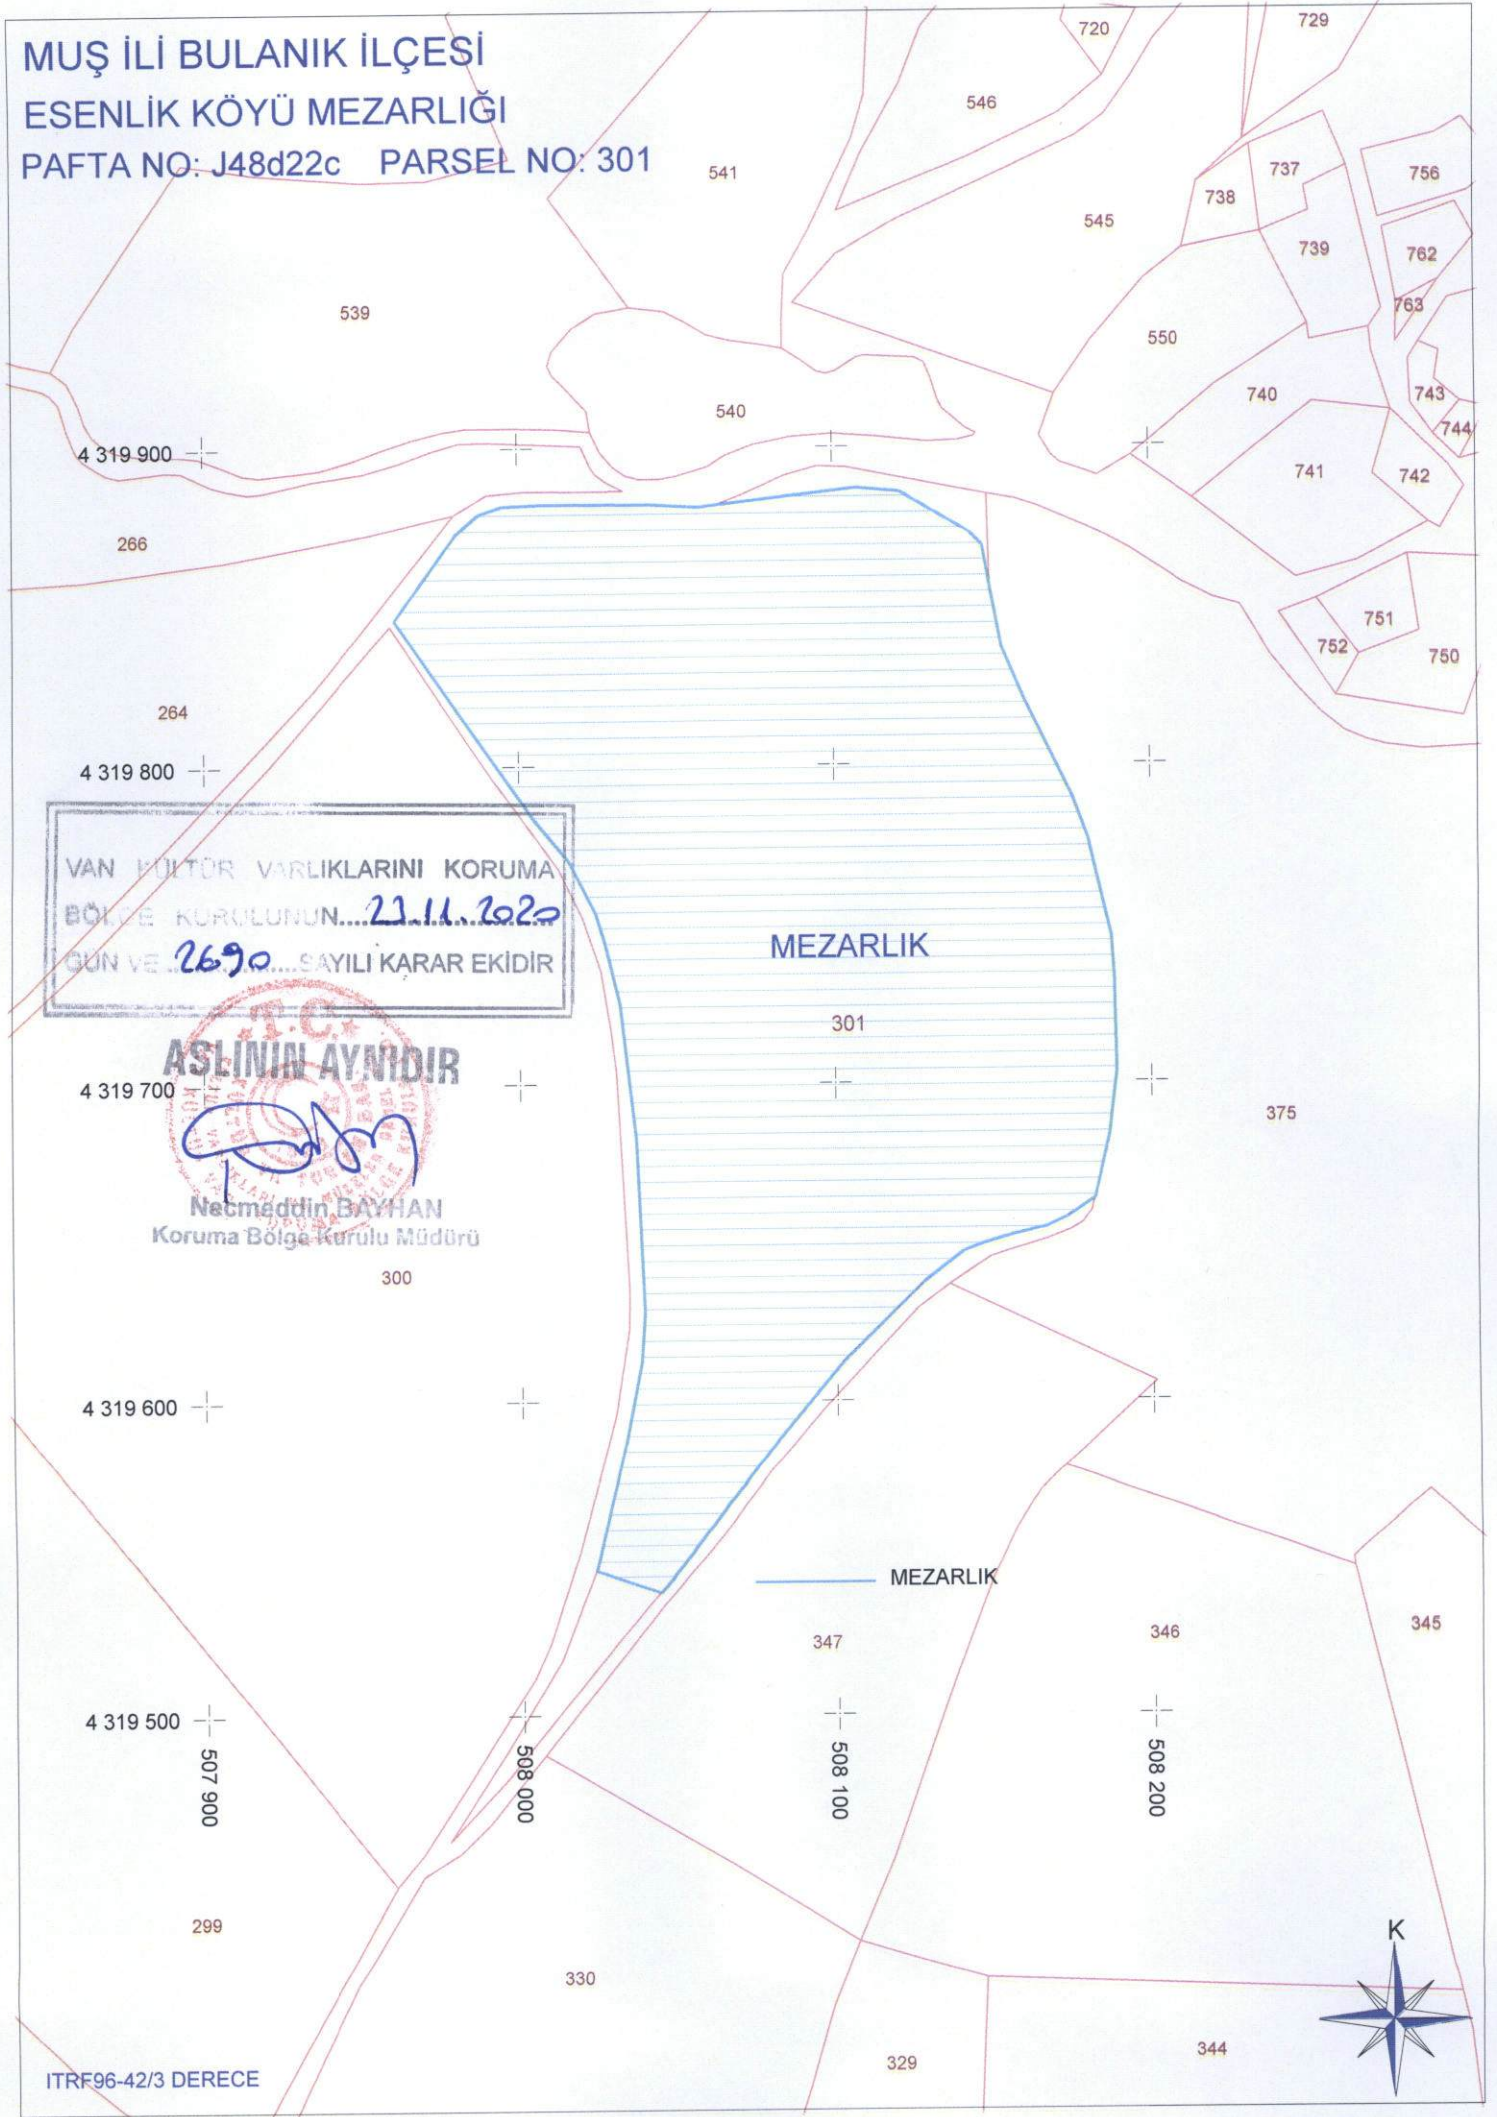 MUŞ İLİ BULANIK İLÇESİ
ESENLİK KÖYÜ MEZARLIĞI
PAFTA NO: J48d22c PARSEL NO: 301
720
729
546
541
737
756
738
545
739
762
763
539
550
740
743
540
744
4 319 900
741
742
266
751
752
750
264
4 319 800
VAN KÜLTÜR VARLIKLARINI KORUMA
BÖLGE KURULUNUN....23.11.2020
GÜN VE ..2690....SAYILI KARAR EKİDİR
MEZARLIK
301
T.C.
ASLININ AYNIDIR
4 319 700
375
Necmeddin BAYHAN
Koruma Bölge Kurulu Müdürü
300
4 319 600
MEZARLIK
347
346
345
4 319 500
507 900
508 000
508 100
508 200
299
330
K
329
344
ITRF96-42/3 DERECE